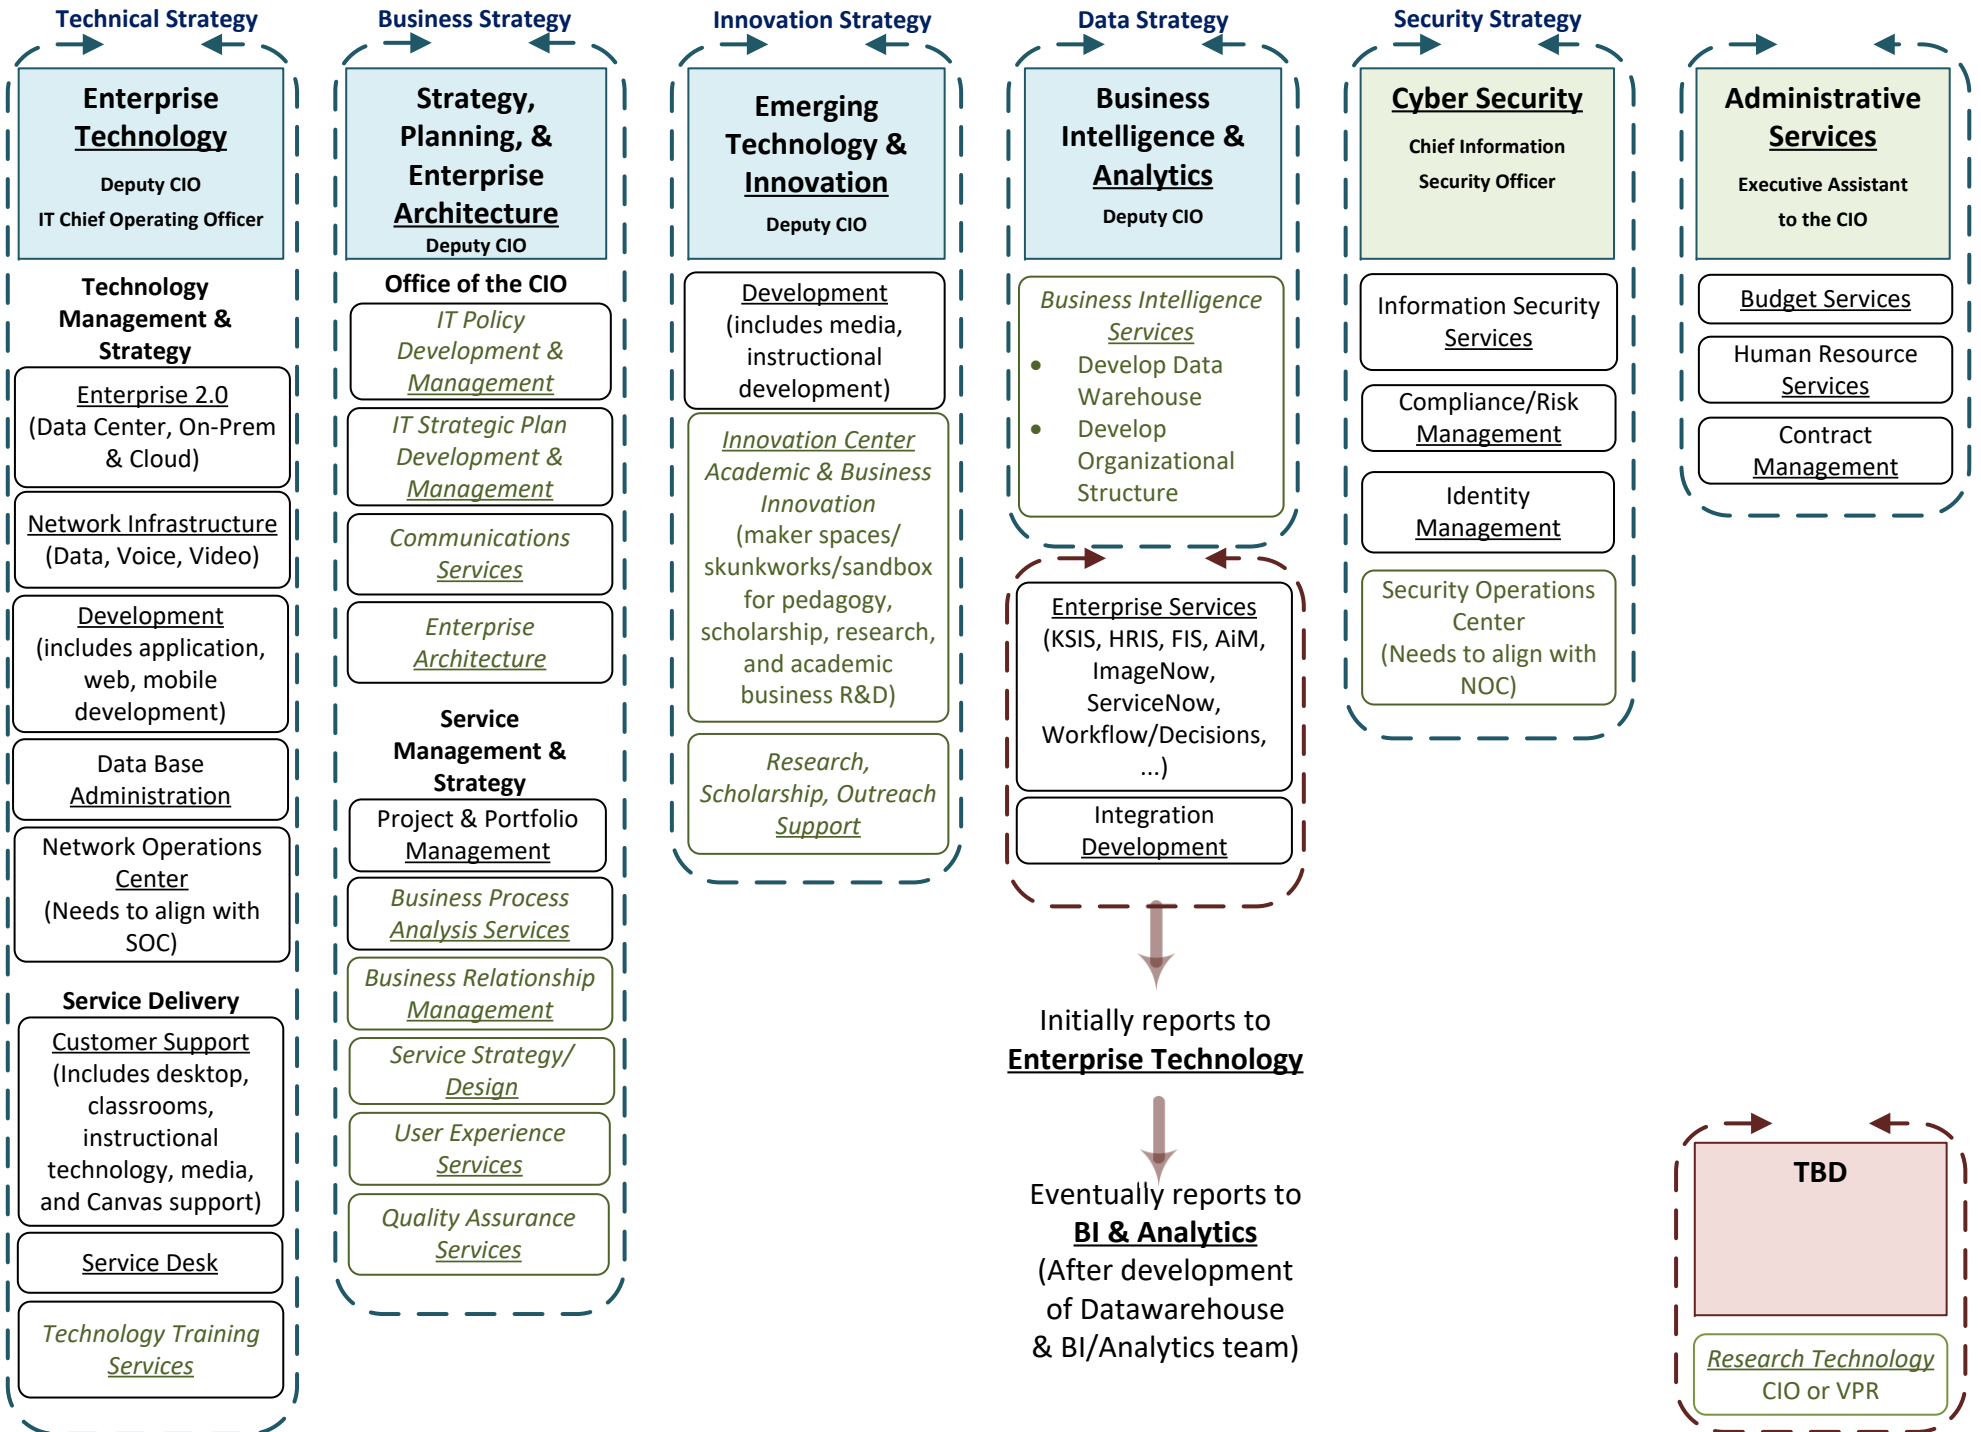 Technical Strategy
Enterprise
Technology
Deputy CIO
IT Chief Operating Officer
Technology
Management &
Strategy
Enterprise 2.0
(Data Center, On-Prem
& Cloud)
Network Infrastructure
(Data, Voice, Video)
Development
(includes application,
web, mobile
development)
Data Base
Administration
Network Operations
Center
(Needs to align with
SOC)
Service Delivery
Customer Support
(Includes desktop,
classrooms,
instructional
technology, media,
and Canvas support)
Service Desk
Technology Training
Services
Business Strategy
Strategy,
Planning, &
Enterprise
Architecture
Deputy CIO
Office of the CIO
IT Policy
Development &
Management
IT Strategic Plan
Development &
Management
Communications
Services
Enterprise
Architecture
Service
Management &
Strategy
Project & Portfolio
Management
Business Process
Analysis Services
Business Relationship
Management
Service Strategy/
Design
User Experience
Services
Quality Assurance
Services
Innovation Strategy
Emerging
Technology &
Innovation
Deputy CIO
Development
(includes media,
instructional
development)
Innovation Center
Academic & Business
Innovation
(maker spaces/
skunkworks/sandbox
for pedagogy,
scholarship, research,
and academic
business R&D)
Research,
Scholarship, Outreach
Support
Data Strategy
Business
Intelligence &
Analytics
Deputy CIO
Business Intelligence
Services
• Develop Data
Warehouse
• Develop
Organizational
Structure
Enterprise Services
(KSIS, HRIS, FIS, AiM,
ImageNow,
ServiceNow,
Workflow/Decisions,
...)
Integration
Development
Initially reports to
Enterprise Technology
Eventually reports to
BI & Analytics
(After development
of Datawarehouse
& BI/Analytics team)
Security Strategy
Cyber Security
Chief Information
Security Officer
Information Security
Services
Compliance/Risk
Management
Identity
Management
Security Operations
Center
(Needs to align with
NOC)
Administrative
Services
Executive Assistant
to the CIO
Budget Services
Human Resource
Services
Contract
Management
TBD
Research Technology
CIO or VPR